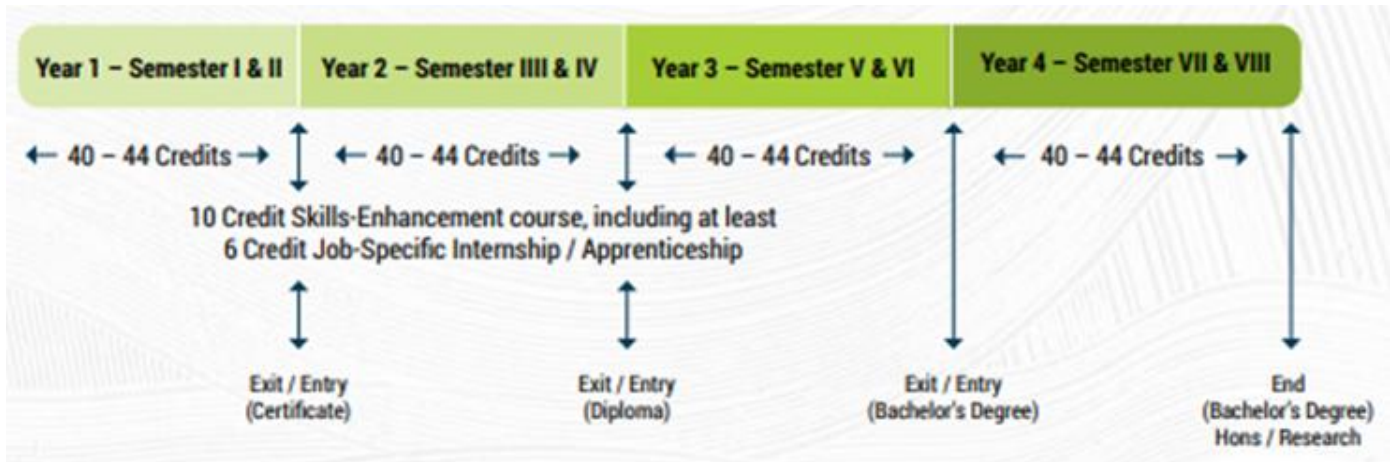 Year 1 – Semester I & II
Year 2 – Semester IIII & IV
Year 3 – Semester V & VI
Year 4 – Semester VII & VIII
40 – 44 Credits
40 – 44 Credits
40 – 44 Credits
40 – 44 Credits
10 Credit Skills-Enhancement course, including at least
6 Credit Job-Specific Internship / Apprenticeship
Exit / Entry
(Certificate)
Exit / Entry
(Diploma)
Exit / Entry
(Bachelor's Degree)
End
(Bachelor's Degree)
Hons / Research